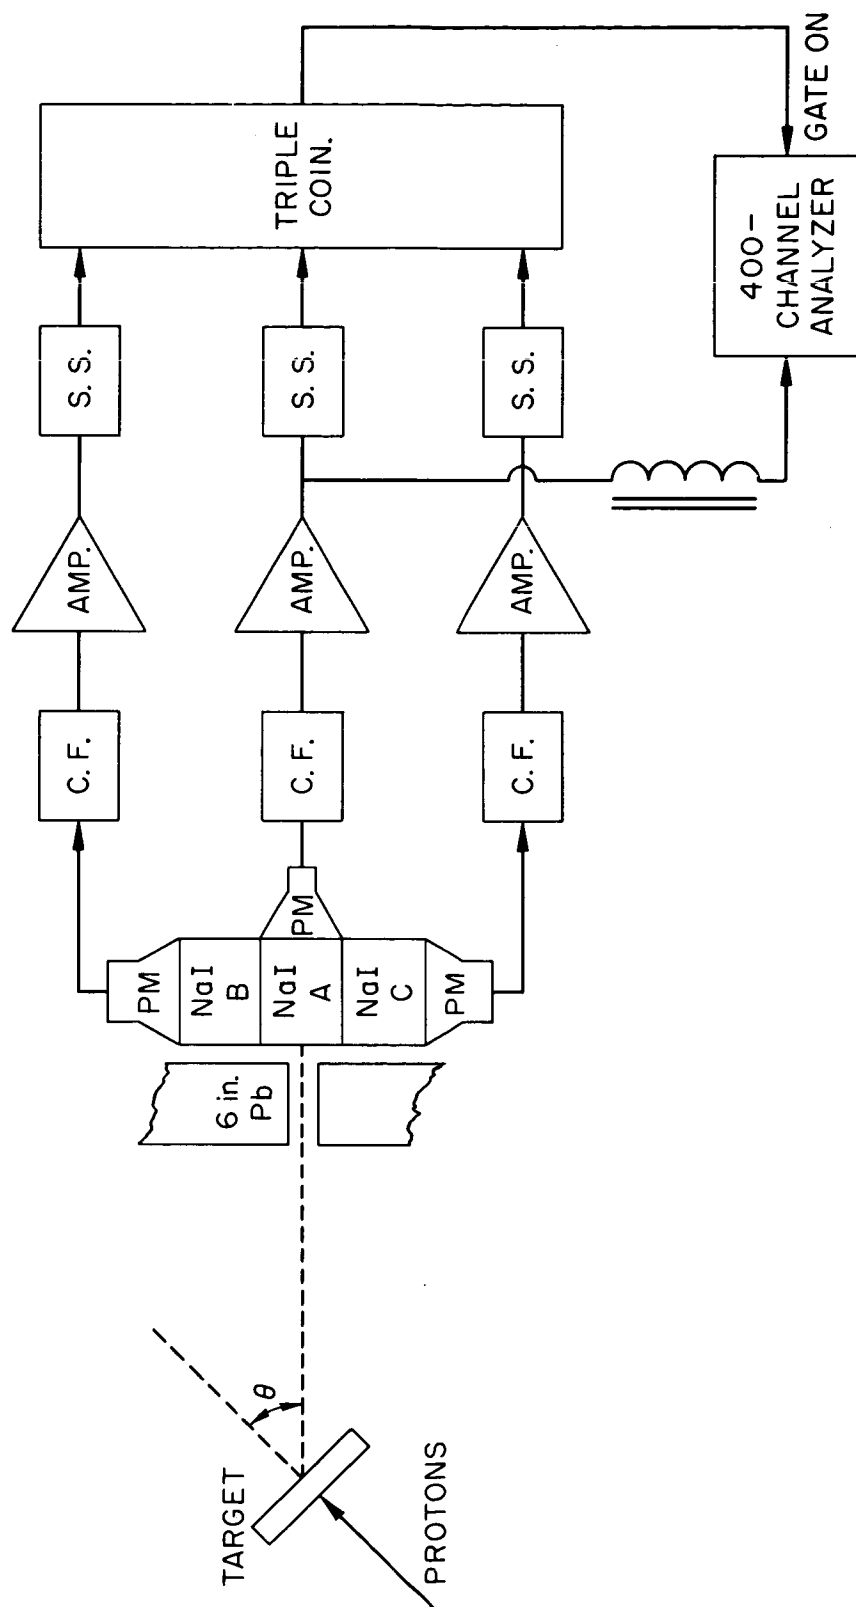 TARGET
PROTONS
θ
6 in.
Pb
PM
NaI
B
NaI
A
NaI
C
PM
PM
C. F.
C. F.
C. F.
AMP.
AMP.
AMP.
S. S.
S. S.
S. S.
TRIPLE
COIN.
400-
CHANNEL
ANALYZER
GATE ON